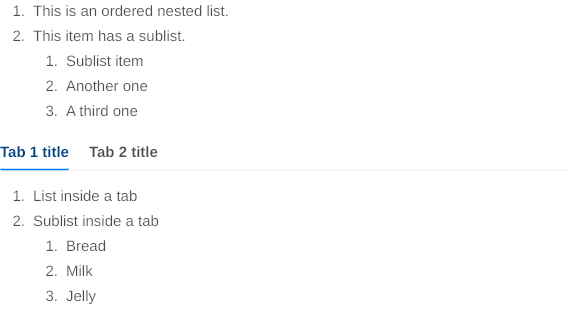 1. This is an ordered nested list.
2. This item has a sublist.
1. Sublist item
2. Another one
3. A third one
Tab 1 title Tab 2 title
1. List inside a tab
2. Sublist inside a tab
1. Bread
2. Milk
3. Jelly